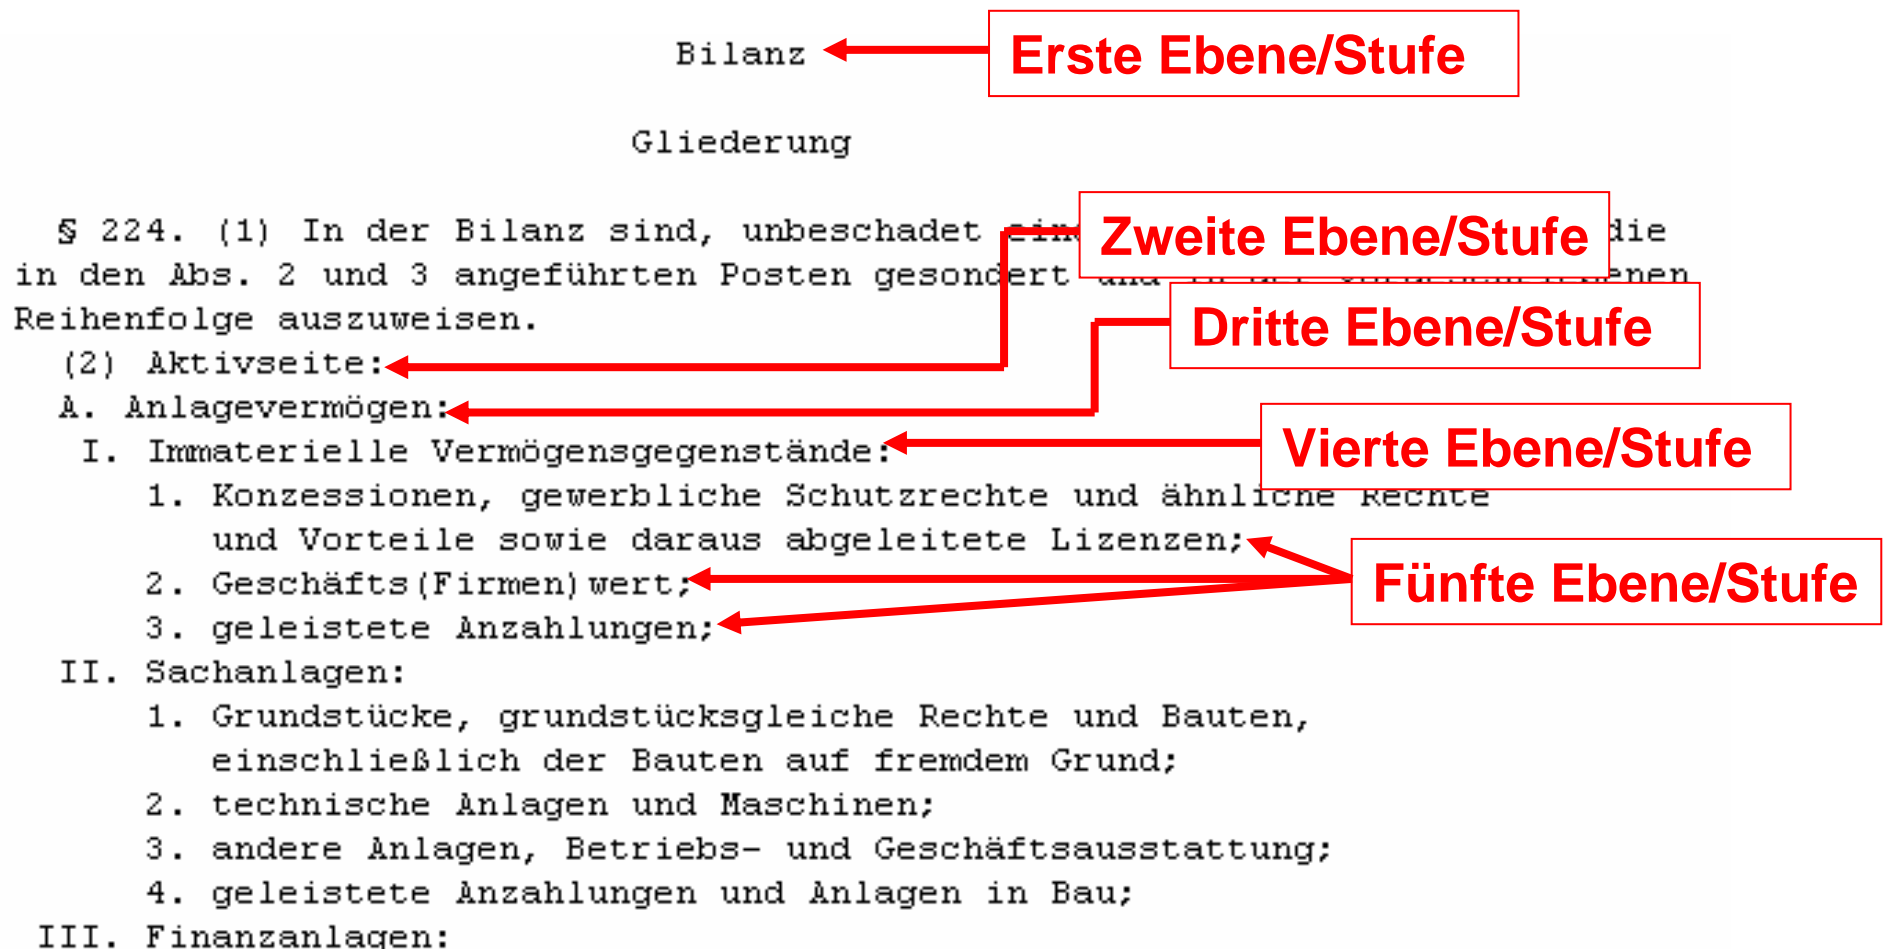 Bilanz
Erste Ebene/Stufe
Gliederung
§ 224. (1) In der Bilanz sind, unbeschadet die
Zweite Ebene/Stufe
in den Abs. 2 und 3 angeführten Posten gesondert
Reihenfolge auszuweisen.
Dritte Ebene/Stufe
(2) Aktivseite:
A. Anlagevermögen:
I. Immaterielle Vermögensgegenstände:
Vierte Ebene/Stufe
1. Konzessionen, gewerbliche Schutzrechte und ähnliche Rechte
und Vorteile sowie daraus abgeleitete Lizenzen;
2. Geschäfts(Firmen)wert;
Fünfte Ebene/Stufe
3. geleistete Anzahlungen;
II. Sachanlagen:
1. Grundstücke, grundstücksgleiche Rechte und Bauten,
einschließlich der Bauten auf fremdem Grund;
2. technische Anlagen und Maschinen;
3. andere Anlagen, Betriebs- und Geschäftsausstattung;
4. geleistete Anzahlungen und Anlagen in Bau;
III. Finanzanlagen: